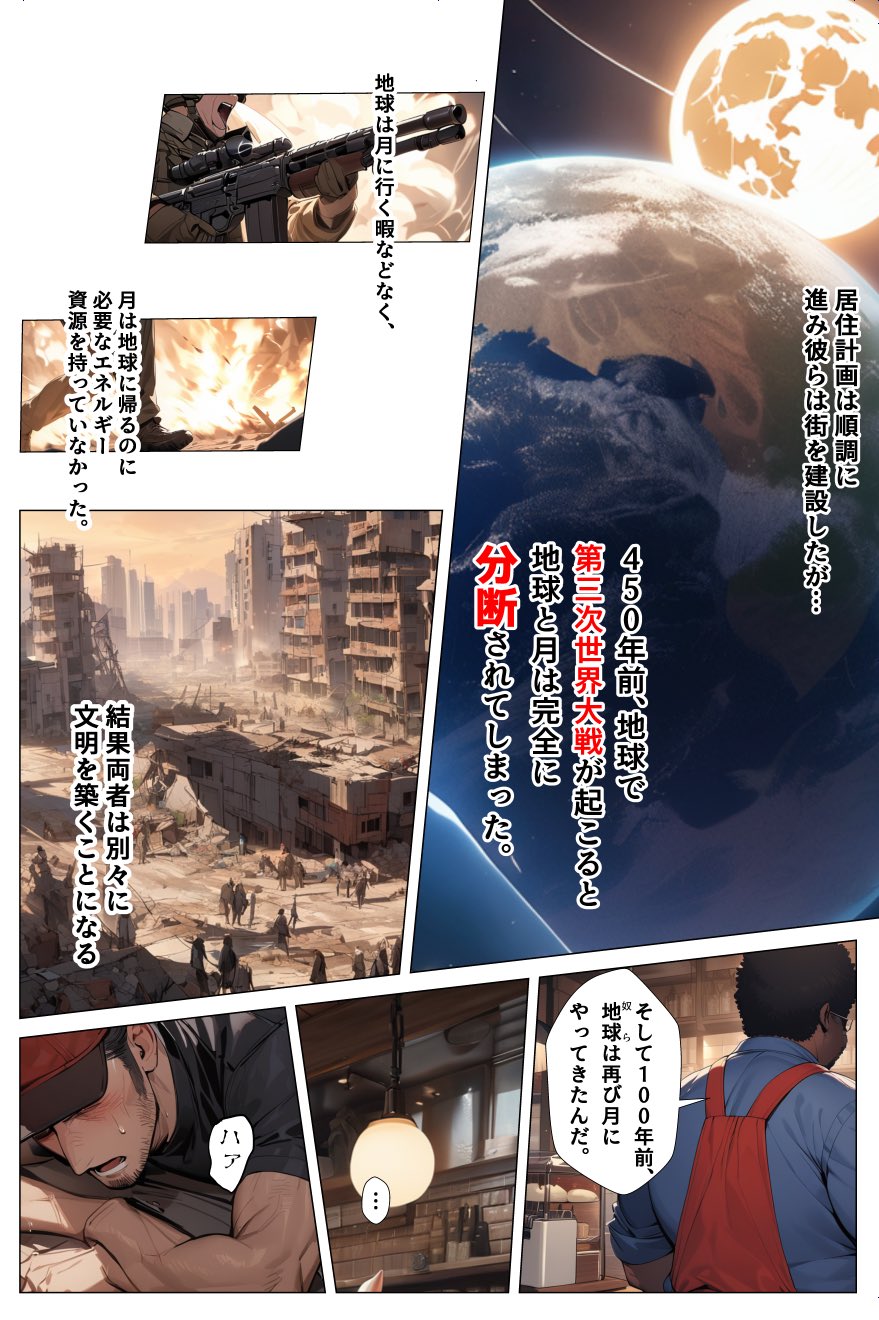 居住計画は順調に
進み彼らは街を建設したが…
450年前、地球で
第三次世界大戦が起こると
地球と月は完全に
分断されてしまった。
地球は月に行く暇などなく、
月は地球に帰るのに
必要なエネルギー
資源を持っていなかった。
結果両者は別々に
文明を築くことになる
そして100年前、
奴ら
地球は再び月に
やってきたんだ。
…
ハァ